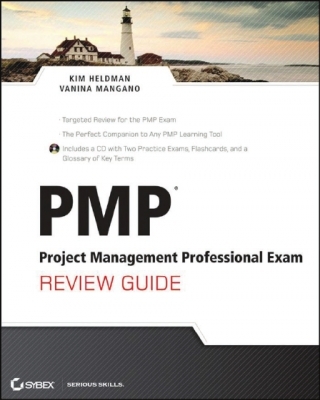 KIM HELDMAN
VANINA MANGANO
· Targeted Review for the PMP Exam
· The Perfect Companion to Any PMP Learning Tool
· Includes a CD with Two Practice Exams, Flashcards, and a
Glossary of Key Terms
PMP®
Project Management Professional Exam
REVIEW GUIDE
SYBEX
SERIOUS SKILLS.